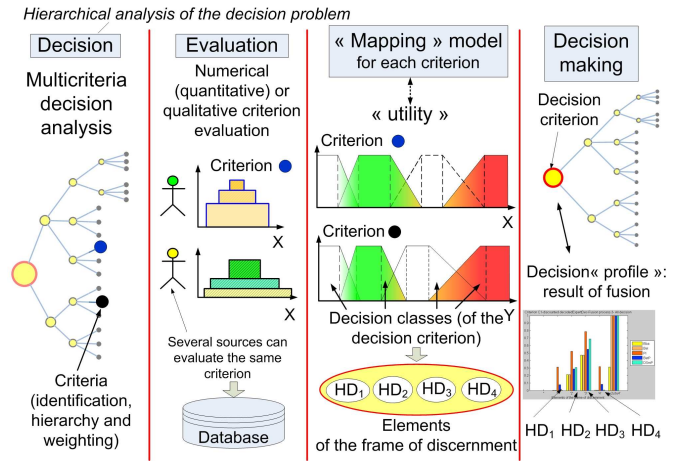 Hierarchical analysis of the decision problem
Decision
Multicriteria
decision
analysis
Criteria
(identification,
hierarchy and
weighting)
Evaluation
Numerical
(quantitative) or
qualitative criterion
evaluation
Criterion
X
X
Several sources can
evaluate the same
criterion
Database
« Mapping » model
for each criterion
« utility »
Criterion
X
Criterion
Y
Decision classes (of the
decision criterion)
HD1 HD2 HD3 HD4
Elements
of the frame of discernment
Decision
making
Decision
criterion
Decision« profile »:
result of fusion
HD1 HD2 HD3 HD4